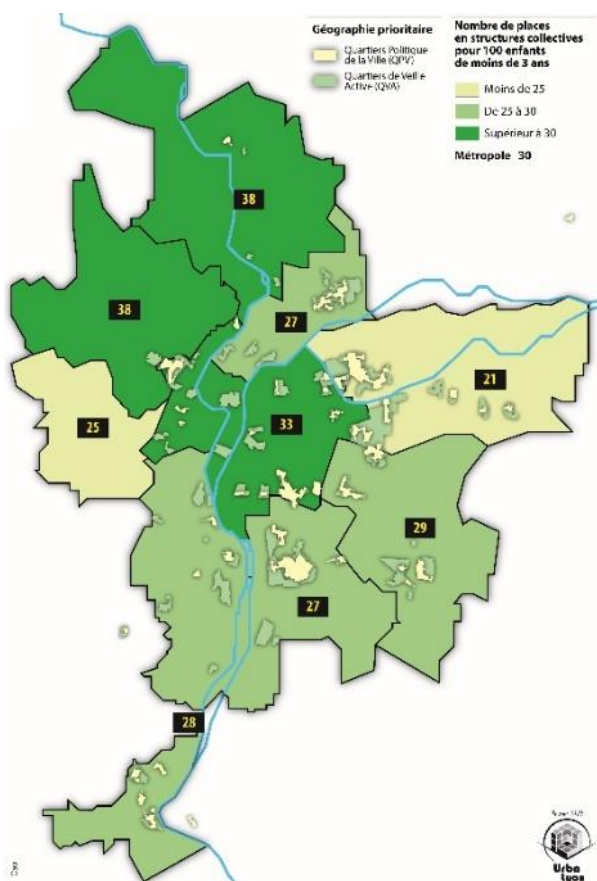 Géographie prioritaire
Quartiers Politique
de la Ville (QPV)
Quartiers de Veille
Active (QVA)
Nombre de places
en structures collectives
pour 100 enfants
de moins de 3 ans
Moins de 25
De 25 à 30
Supérieur à 30
Métropole 30
38
38
27
21
25
33
29
27
28
Urba
Lyon